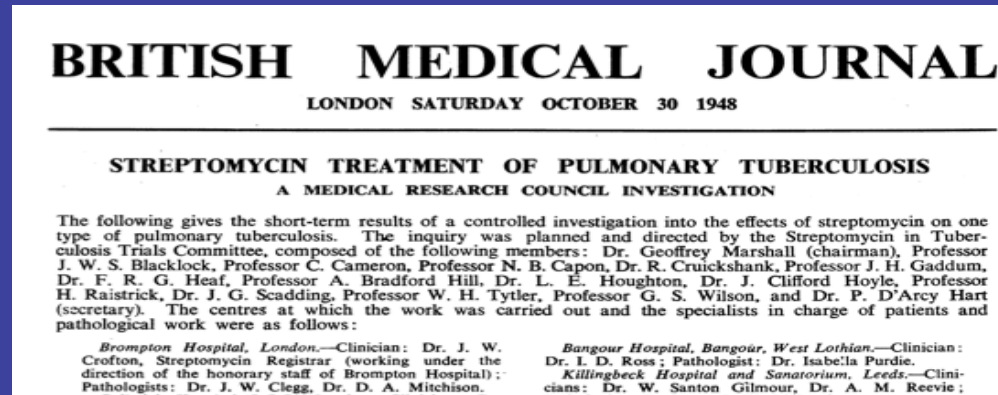 BRITISH MEDICAL JOURNAL
LONDON SATURDAY OCTOBER 30 1948
STREPTOMYCIN TREATMENT OF PULMONARY TUBERCULOSIS
A MEDICAL RESEARCH COUNCIL INVESTIGATION
The following gives the short-term results of a controlled investigation into the effects of streptomycin on one
type of pulmonary tuberculosis. The inquiry was planned and directed by the Streptomycin in Tuber-
culosis Trials Committee, composed of the following members: Dr. Geoffrey Marshall (chairman), Professor
J. W. S. Blacklock, Professor C. Cameron, Professor N. B. Capon, Dr. R. Cruickshank, Professor J. H. Gaddum,
Dr. F. R. G. Heaf, Professor A. Bradford Hill, Dr. L. E. Houghton, Dr. J. Clifford Hoyle, Professor
H. Raistrick, Dr. J. G. Scadding, Professor W. H. Tytler, Professor G. S. Wilson, and Dr. P. D'Arcy Hart
(secretary). The centres at which the work was carried out and the specialists in charge of patients and
pathological work were as follows:
Brompton Hospital, London.—Clinician: Dr. J. W.
Crofton, Streptomycin Registrar (working under the
direction of the honorary staff of Brompton Hospital);
Pathologists: Dr. J. W. Clegg, Dr. D. A. Mitchison.
Bangour Hospital, Bangour, West Lothian.—Clinician:
Dr. I. D. Ross; Pathologist: Dr. Isabella Purdie.
Killingbeck Hospital and Sanatorium, Leeds.—Clini-
cians: Dr. W. Santon Gilmour, Dr. A. M. Reevie;